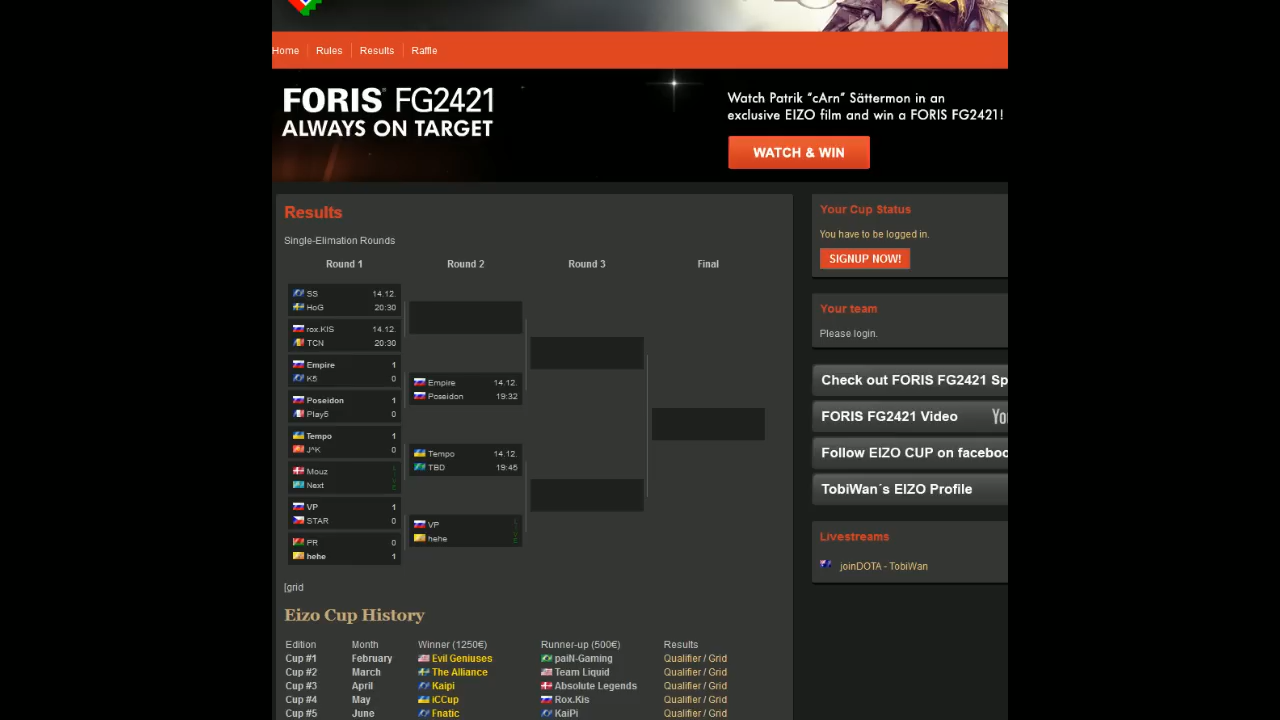 Home Rules Results Raffle
FORIS FG2421
ALWAYS ON TARGET
Watch Patrik “cArn” Sättermon in an
exclusive EIZO film and win a FORIS FG2421!
WATCH & WIN
Results
Single-Elimation Rounds
Round 1 Round 2 Round 3 Final
SS 14.12.
HoG 20:30
rox.KIS 14.12.
TCN 20:30
Empire 1
K5 0
Poseidon 1
Play5 0
Tempo 1
J^K 0
Mouz
Next
LIVE
VP 1
STAR 0
PR 0
hehe 1
Empire 14.12.
Poseidon 19:32
Tempo 14.12.
TBD 19:45
VP
hehe
LIVE
[grid
Eizo Cup History
Edition Month Winner (1250€) Runner-up (500€) Results
Cup #1 February Evil Geniuses paiN-Gaming Qualifier / Grid
Cup #2 March The Alliance Team Liquid Qualifier / Grid
Cup #3 April Kaipi Absolute Legends Qualifier / Grid
Cup #4 May iCCup Rox.Kis Qualifier / Grid
Cup #5 June Fnatic KaiPi Qualifier / Grid
Your Cup Status
You have to be logged in.
SIGNUP NOW!
Your team
Please login.
Check out FORIS FG2421 Sp
FORIS FG2421 Video You
Follow EIZO CUP on faceboo
TobiWan´s EIZO Profile
Livestreams
joinDOTA - TobiWan